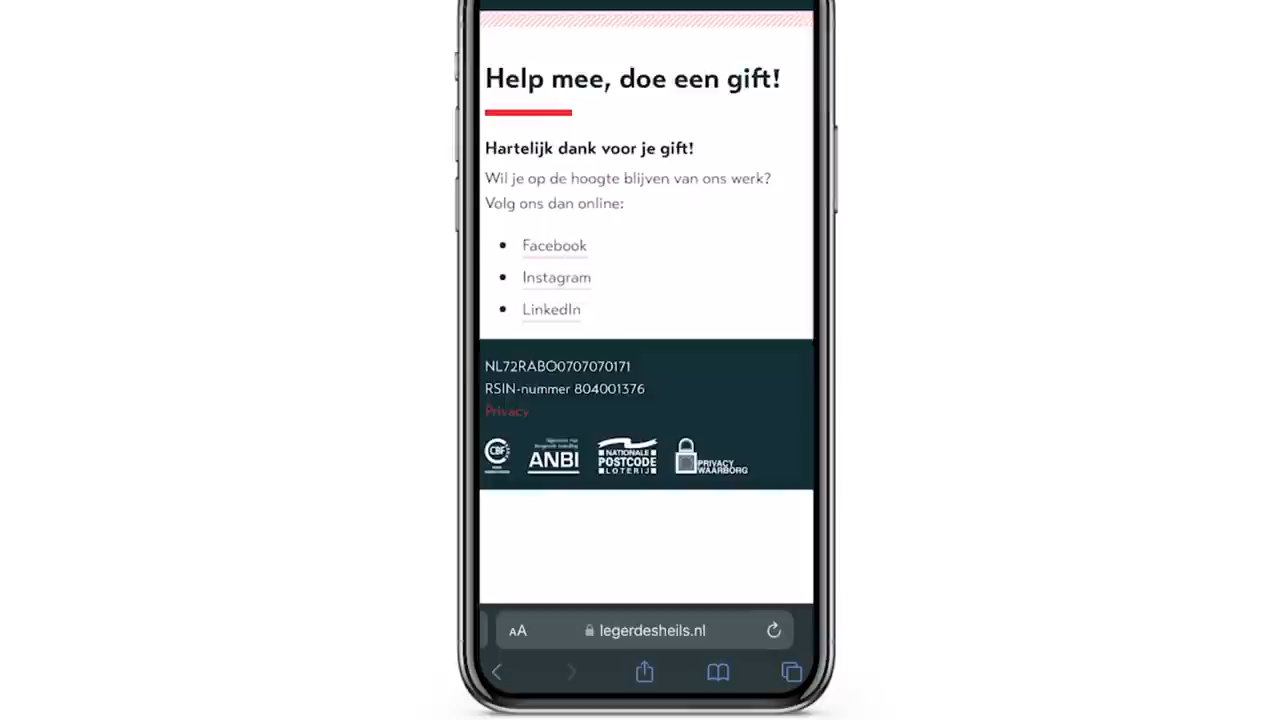 Help mee, doe een gift!
Hartelijk dank voor je gift!
Wil je op de hoogte blijven van ons werk?
Volg ons dan online:
Facebook
Instagram
LinkedIn
NL72RABO0707070171
RSIN-nummer 804001376
Privacy
CBF
ANBI
NATIONALE
POSTCODE
LOTERIJ
PRIVACY
WAARBORG
AA legerdesheils.nl